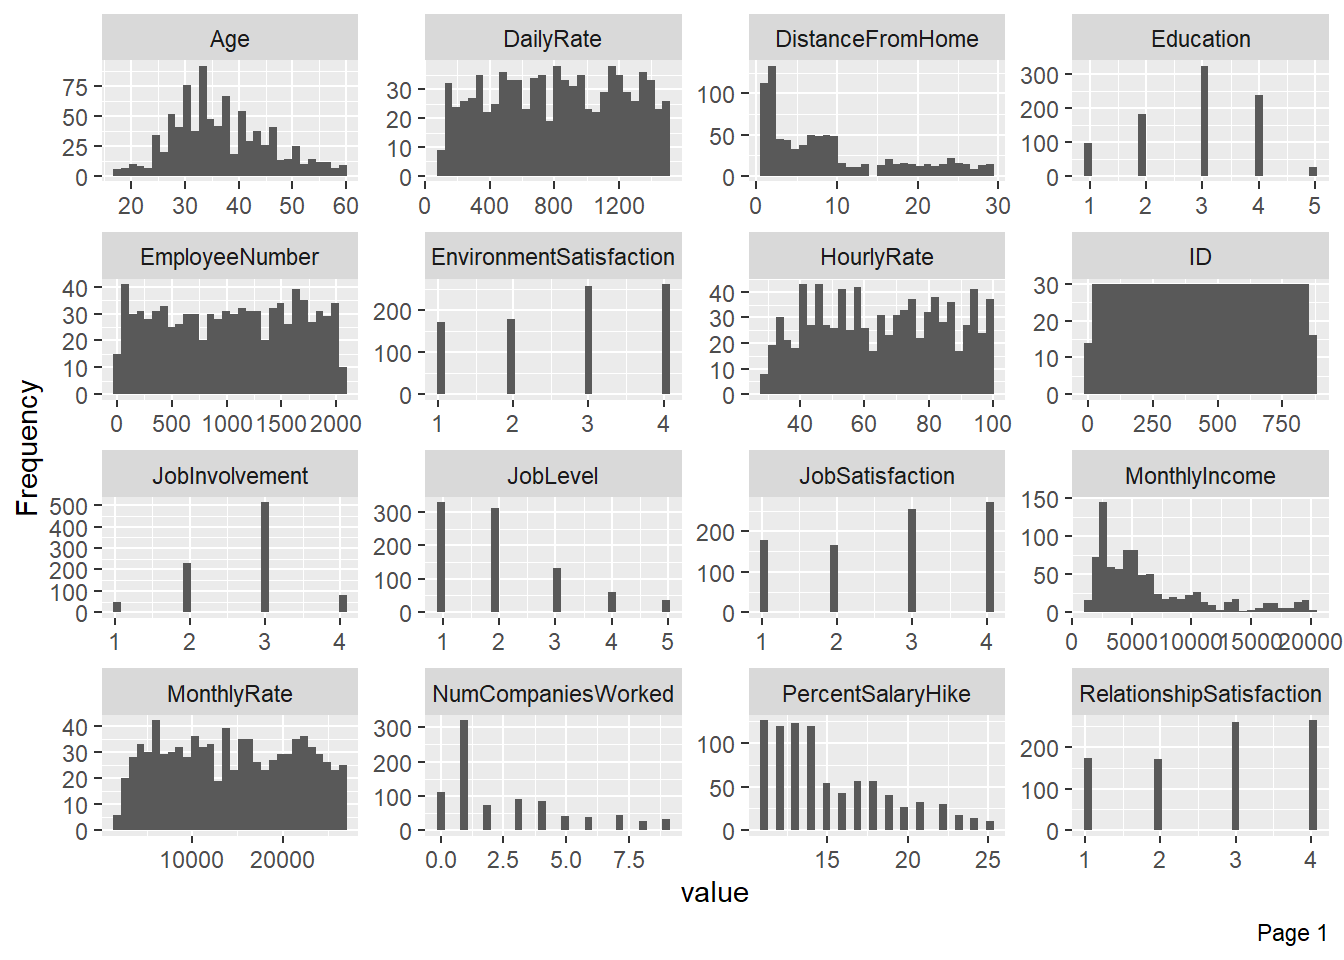 Age
DailyRate
DistanceFromHome
Education
75
50
25
0
20 30 40 50 60
30
20
10
0
0 400 800 1200
100
50
0
0 10 20 30
300
200
100
0
1 2 3 4 5
EmployeeNumber
EnvironmentSatisfaction
HourlyRate
ID
40
30
20
10
0
0 500 1000 1500 2000
200
100
0
1 2 3 4
40
30
20
10
0
40 60 80 100
30
20
10
0
0 250 500 750
JobInvolvement
JobLevel
JobSatisfaction
MonthlyIncome
500
400
300
200
100
0
1 2 3 4
300
200
100
0
1 2 3 4 5
200
100
0
1 2 3 4
150
100
50
0
0 5000 10000 15000 20000
MonthlyRate
NumCompaniesWorked
PercentSalaryHike
RelationshipSatisfaction
40
30
20
10
0
10000 20000
300
200
100
0
0.0 2.5 5.0 7.5
100
50
0
15 20 25
200
100
0
1 2 3 4
Frequency
value
Page 1